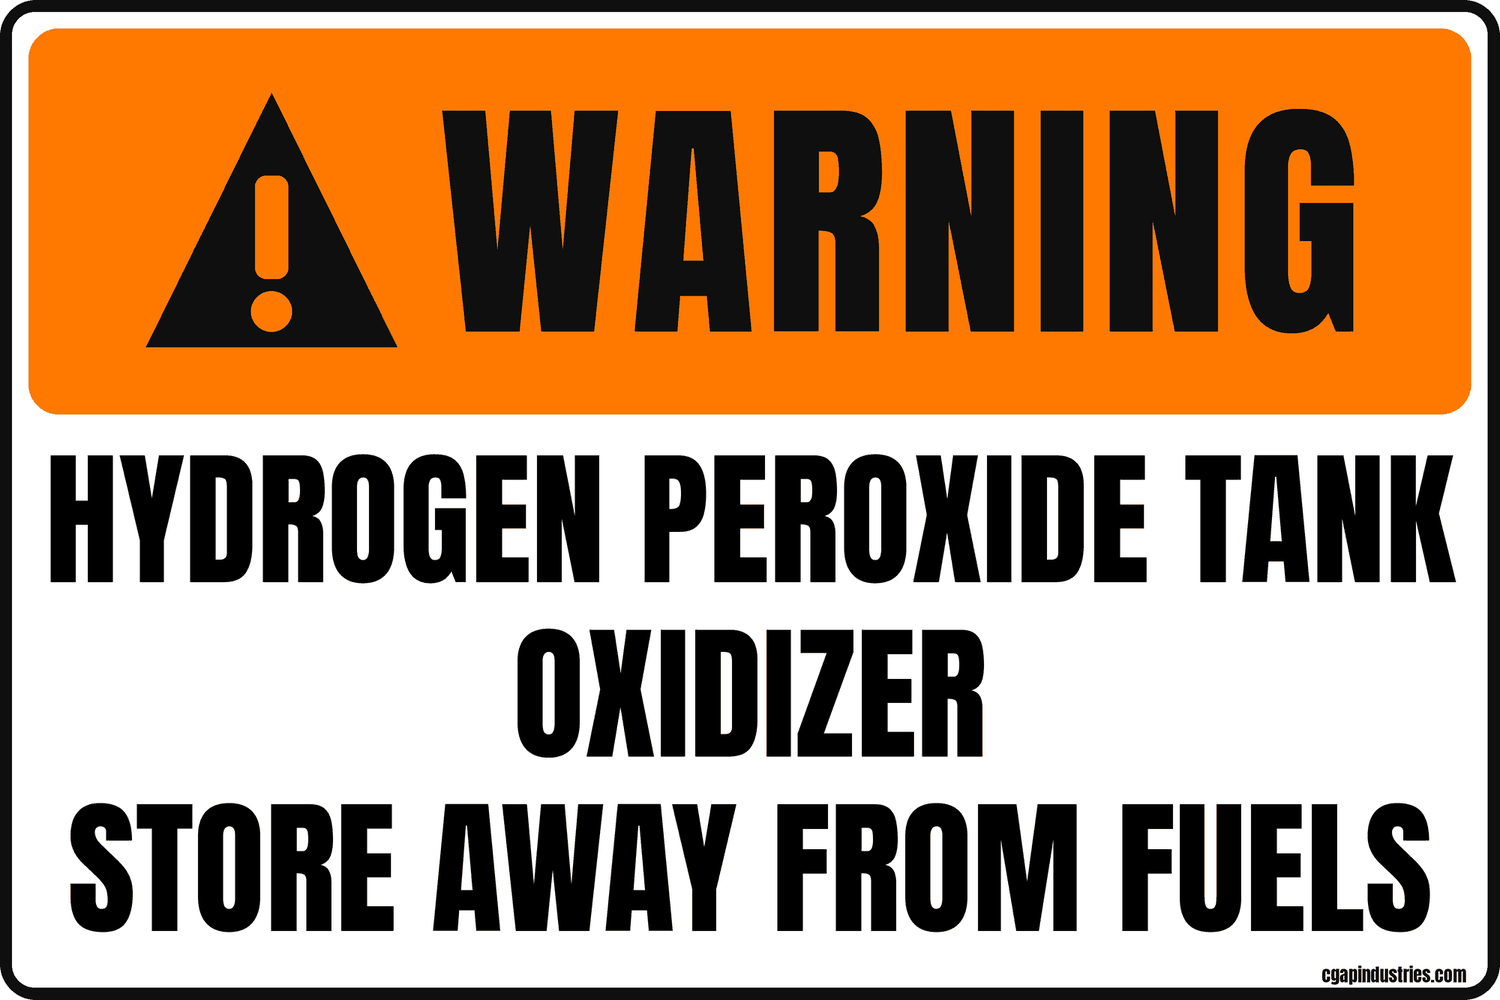 WARNING
HYDROGEN PEROXIDE TANK
OXIDIZER
STORE AWAY FROM FUELS
cgapindustries.com